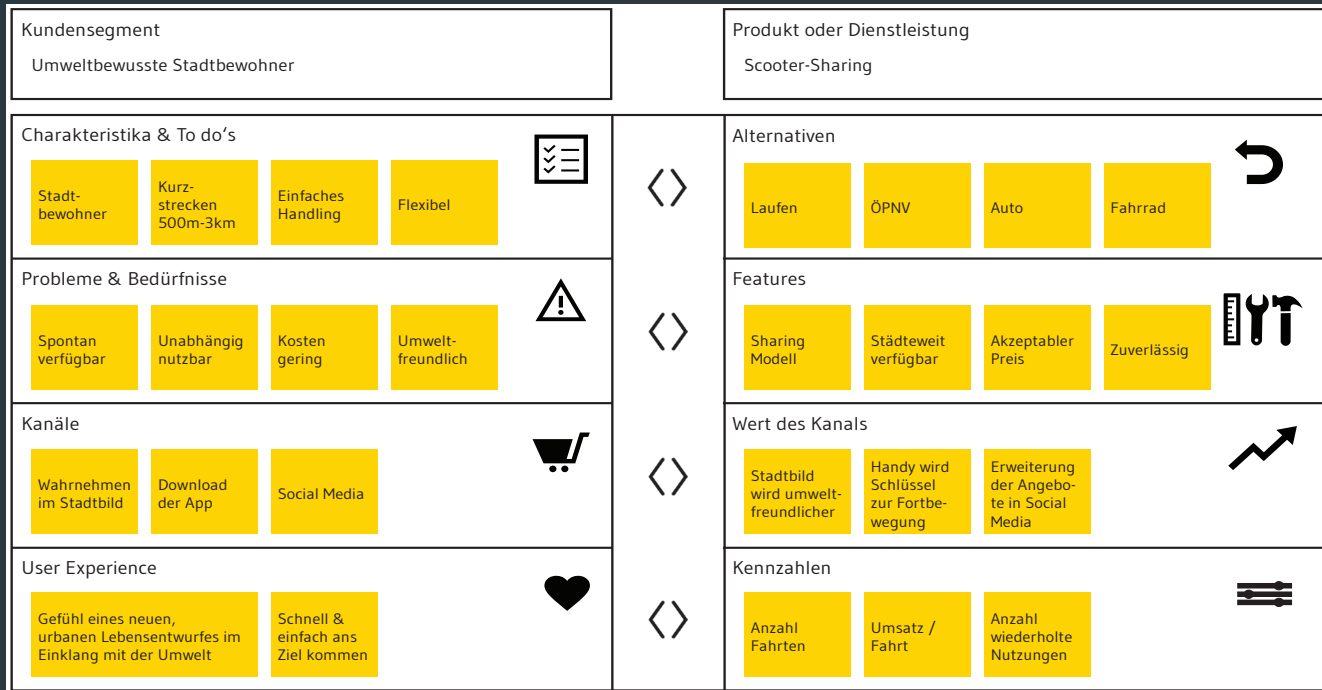 Kundensegment
Umweltbewusste Stadtbewohner
Produkt oder Dienstleistung
Scooter-Sharing
Charakteristika & To do’s
Stadt-
bewohner
Kurz-
strecken
500m-3km
Einfaches
Handling
Flexibel
Alternativen
Laufen
ÖPNV
Auto
Fahrrad
Probleme & Bedürfnisse
Spontan
verfügbar
Unabhängig
nutzbar
Kosten
gering
Umwelt-
freundlich
Features
Sharing
Modell
Städteweit
verfügbar
Akzeptabler
Preis
Zuverlässig
Kanäle
Wahrnehmen
im Stadtbild
Download
der App
Social Media
Wert des Kanals
Stadtbild
wird umwelt-
freundlicher
Handy wird
Schlüssel
zur Fortbe-
wegung
Erweiterung
der Angebo-
te in Social
Media
User Experience
Gefühl eines neuen,
urbanen Lebensentwurfes im
Einklang mit der Umwelt
Schnell &
einfach ans
Ziel kommen
Kennzahlen
Anzahl
Fahrten
Umsatz /
Fahrt
Anzahl
wiederholte
Nutzungen